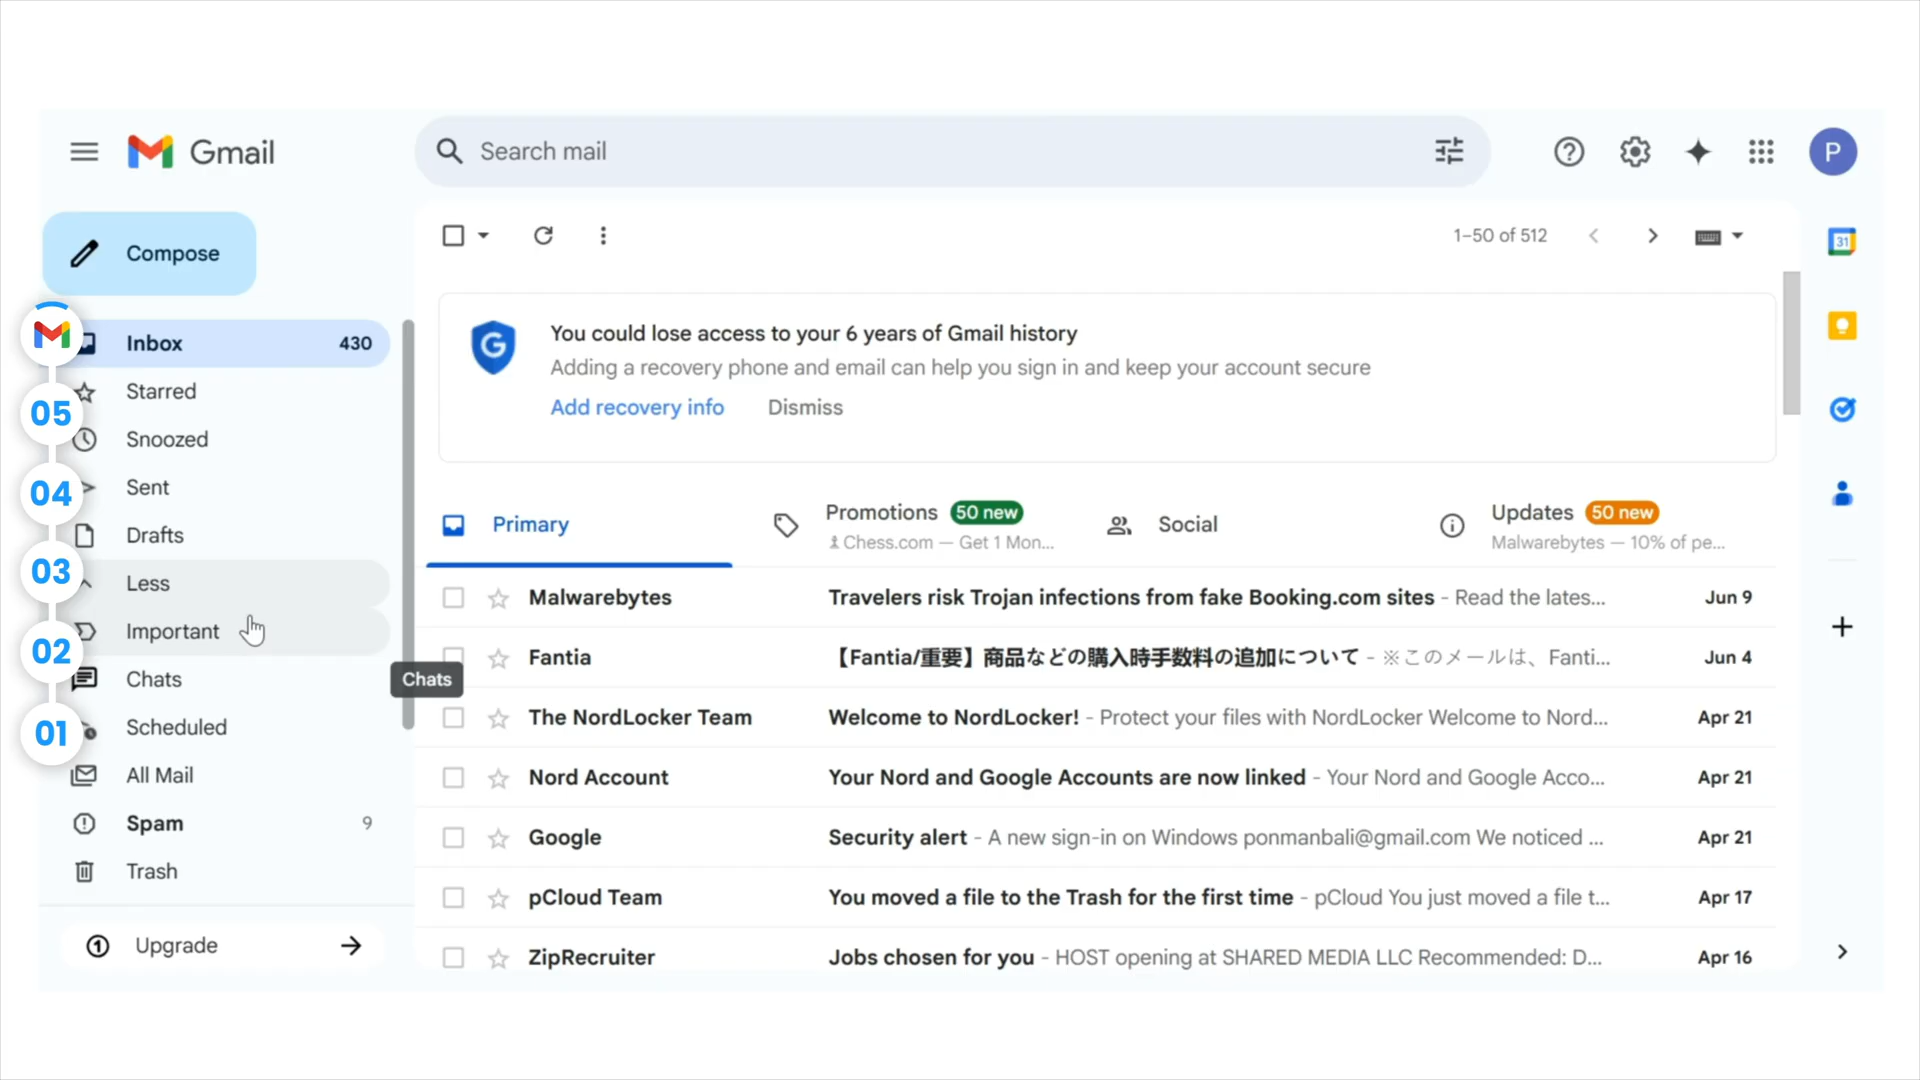 Gmail
Search mail
P
Compose
1–50 of 512
31
Inbox 430
Starred
Snoozed
Sent
Drafts
Less
Important
Chats
Scheduled
All Mail
Spam 9
Trash
Upgrade
05
04
03
02
01
Chats
G
You could lose access to your 6 years of Gmail history
Adding a recovery phone and email can help you sign in and keep your account secure
Add recovery info Dismiss
Primary
Promotions 50 new
Chess.com — Get 1 Mon...
Social
Updates 50 new
Malwarebytes — 10% of pe...
Malwarebytes Travelers risk Trojan infections from fake Booking.com sites - Read the lates... Jun 9
Fantia 【Fantia/重要】商品などの購入時手数料の追加について - ※このメールは、Fanti... Jun 4
The NordLocker Team Welcome to NordLocker! - Protect your files with NordLocker Welcome to Nord... Apr 21
Nord Account Your Nord and Google Accounts are now linked - Your Nord and Google Acco... Apr 21
Google Security alert - A new sign-in on Windows ponmanbali@gmail.com We noticed ... Apr 21
pCloud Team You moved a file to the Trash for the first time - pCloud You just moved a file t... Apr 17
ZipRecruiter Jobs chosen for you - HOST opening at SHARED MEDIA LLC Recommended: D... Apr 16